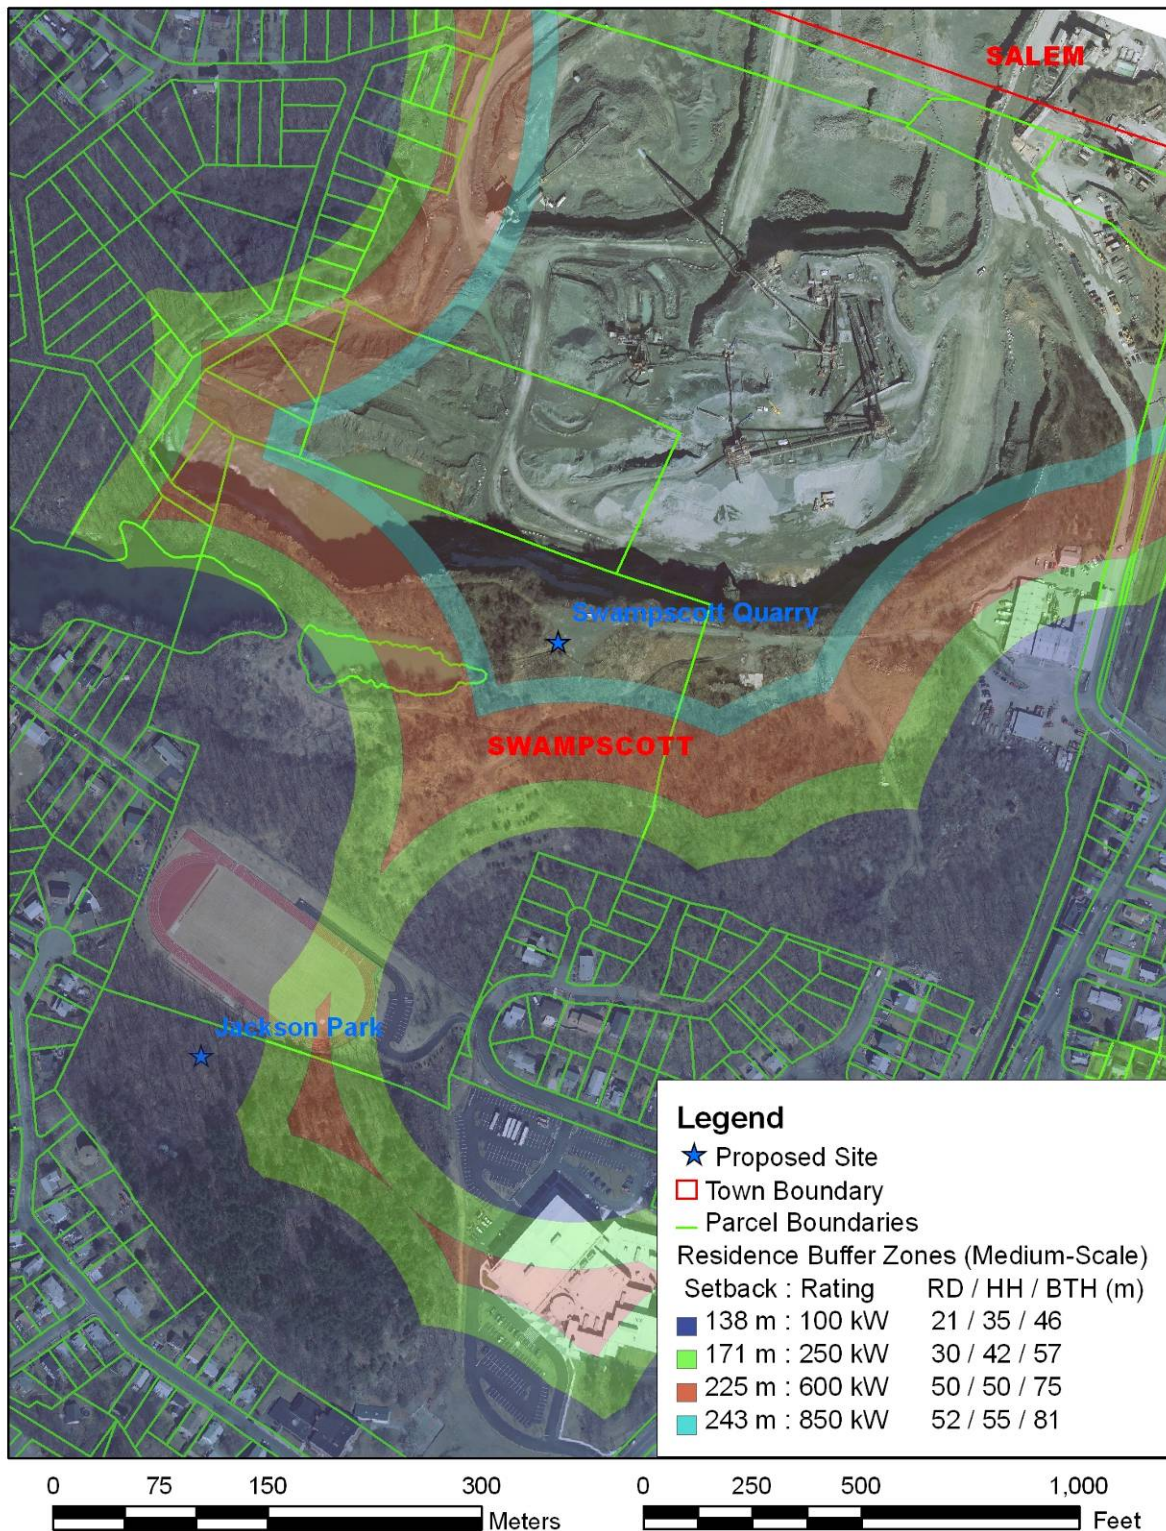 SALEM
Swampscott Quarry
SWAMPSCOTT
Jackson Park
Legend
Proposed Site
Town Boundary
Parcel Boundaries
Residence Buffer Zones (Medium-Scale)
Setback : Rating RD / HH / BTH (m)
138 m : 100 kW 21 / 35 / 46
171 m : 250 kW 30 / 42 / 57
225 m : 600 kW 50 / 50 / 75
243 m : 850 kW 52 / 55 / 81
0 75 150 300 0 250 500 1,000
Meters Feet